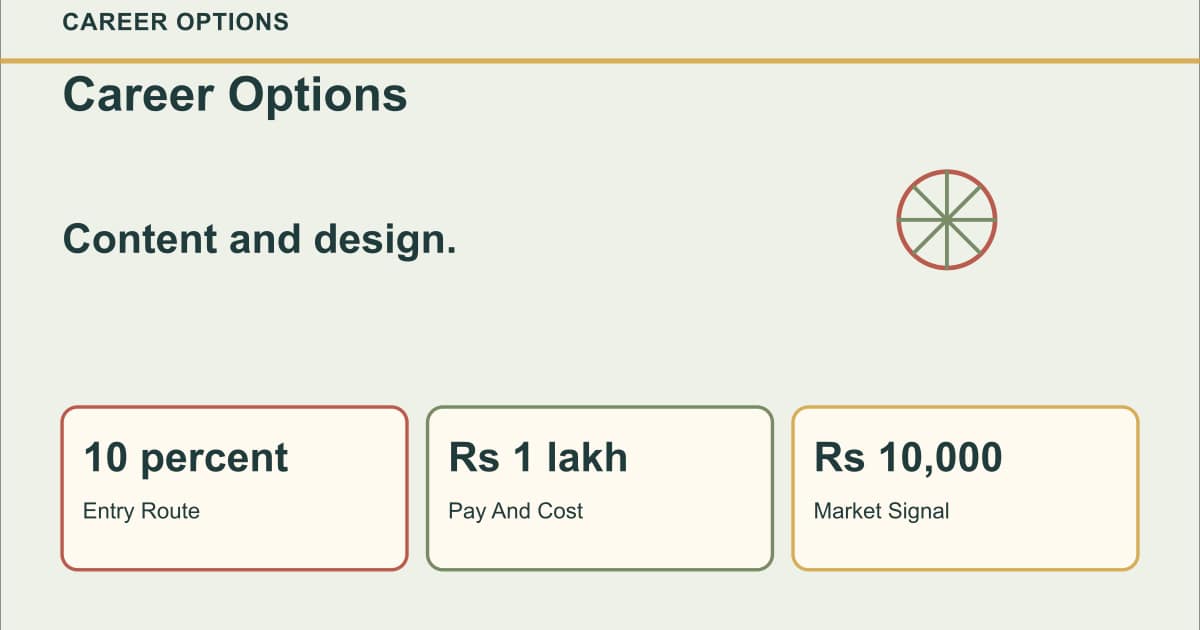 CAREER OPTIONS
Career Options
Content and design.
10 percent
Entry Route
Rs 1 lakh
Pay And Cost
Rs 10,000
Market Signal